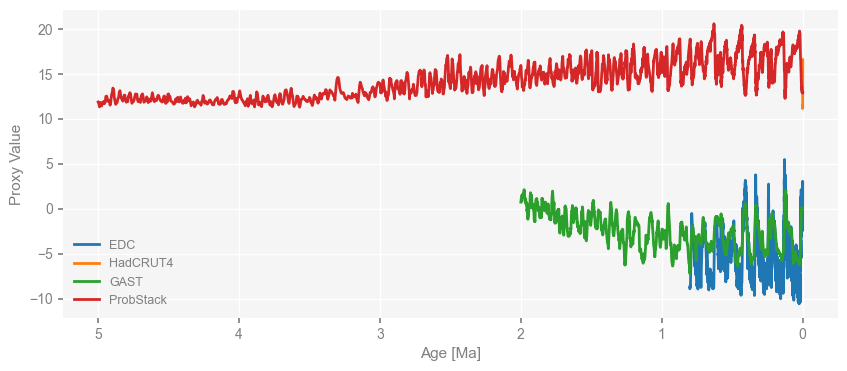 20
15
10
5
0
−5
−10
Proxy Value
EDC
HadCRUT4
GAST
ProbStack
5 4 3 2 1 0
Age [Ma]